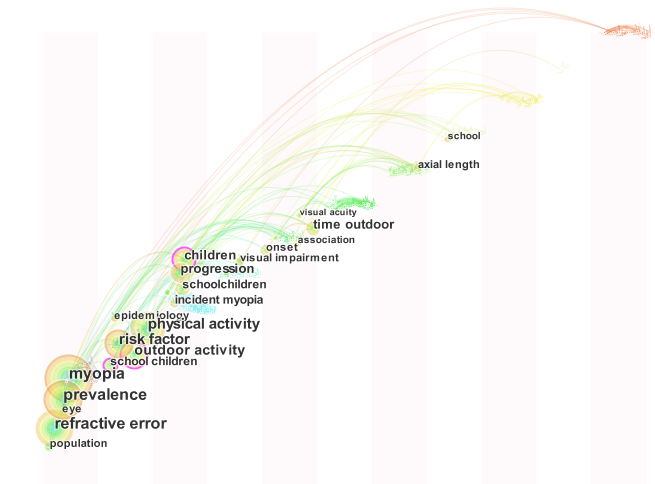 school
axial length
visual acuity
time outdoor
association
onset
visual impairment
children
progression
schoolchildren
incident myopia
epidemiology
physical activity
risk factor
outdoor activity
school children
myopia
prevalence
eye
refractive error
population